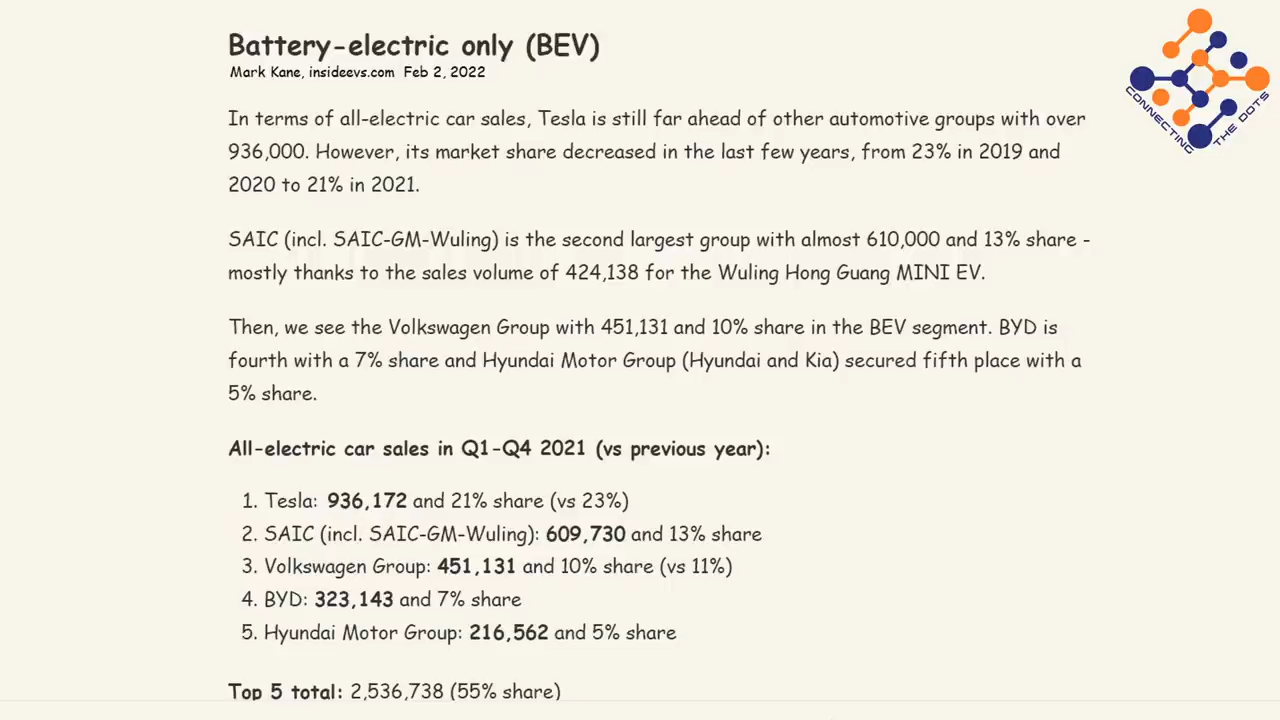 Battery-electric only (BEV)
Mark Kane, insideevs.com Feb 2, 2022
CONNECTING THE DOTS
In terms of all-electric car sales, Tesla is still far ahead of other automotive groups with over
936,000. However, its market share decreased in the last few years, from 23% in 2019 and
2020 to 21% in 2021.
SAIC (incl. SAIC-GM-Wuling) is the second largest group with almost 610,000 and 13% share -
mostly thanks to the sales volume of 424,138 for the Wuling Hong Guang MINI EV.
Then, we see the Volkswagen Group with 451,131 and 10% share in the BEV segment. BYD is
fourth with a 7% share and Hyundai Motor Group (Hyundai and Kia) secured fifth place with a
5% share.
All-electric car sales in Q1-Q4 2021 (vs previous year):
1. Tesla: 936,172 and 21% share (vs 23%)
2. SAIC (incl. SAIC-GM-Wuling): 609,730 and 13% share
3. Volkswagen Group: 451,131 and 10% share (vs 11%)
4. BYD: 323,143 and 7% share
5. Hyundai Motor Group: 216,562 and 5% share
Top 5 total: 2,536,738 (55% share)